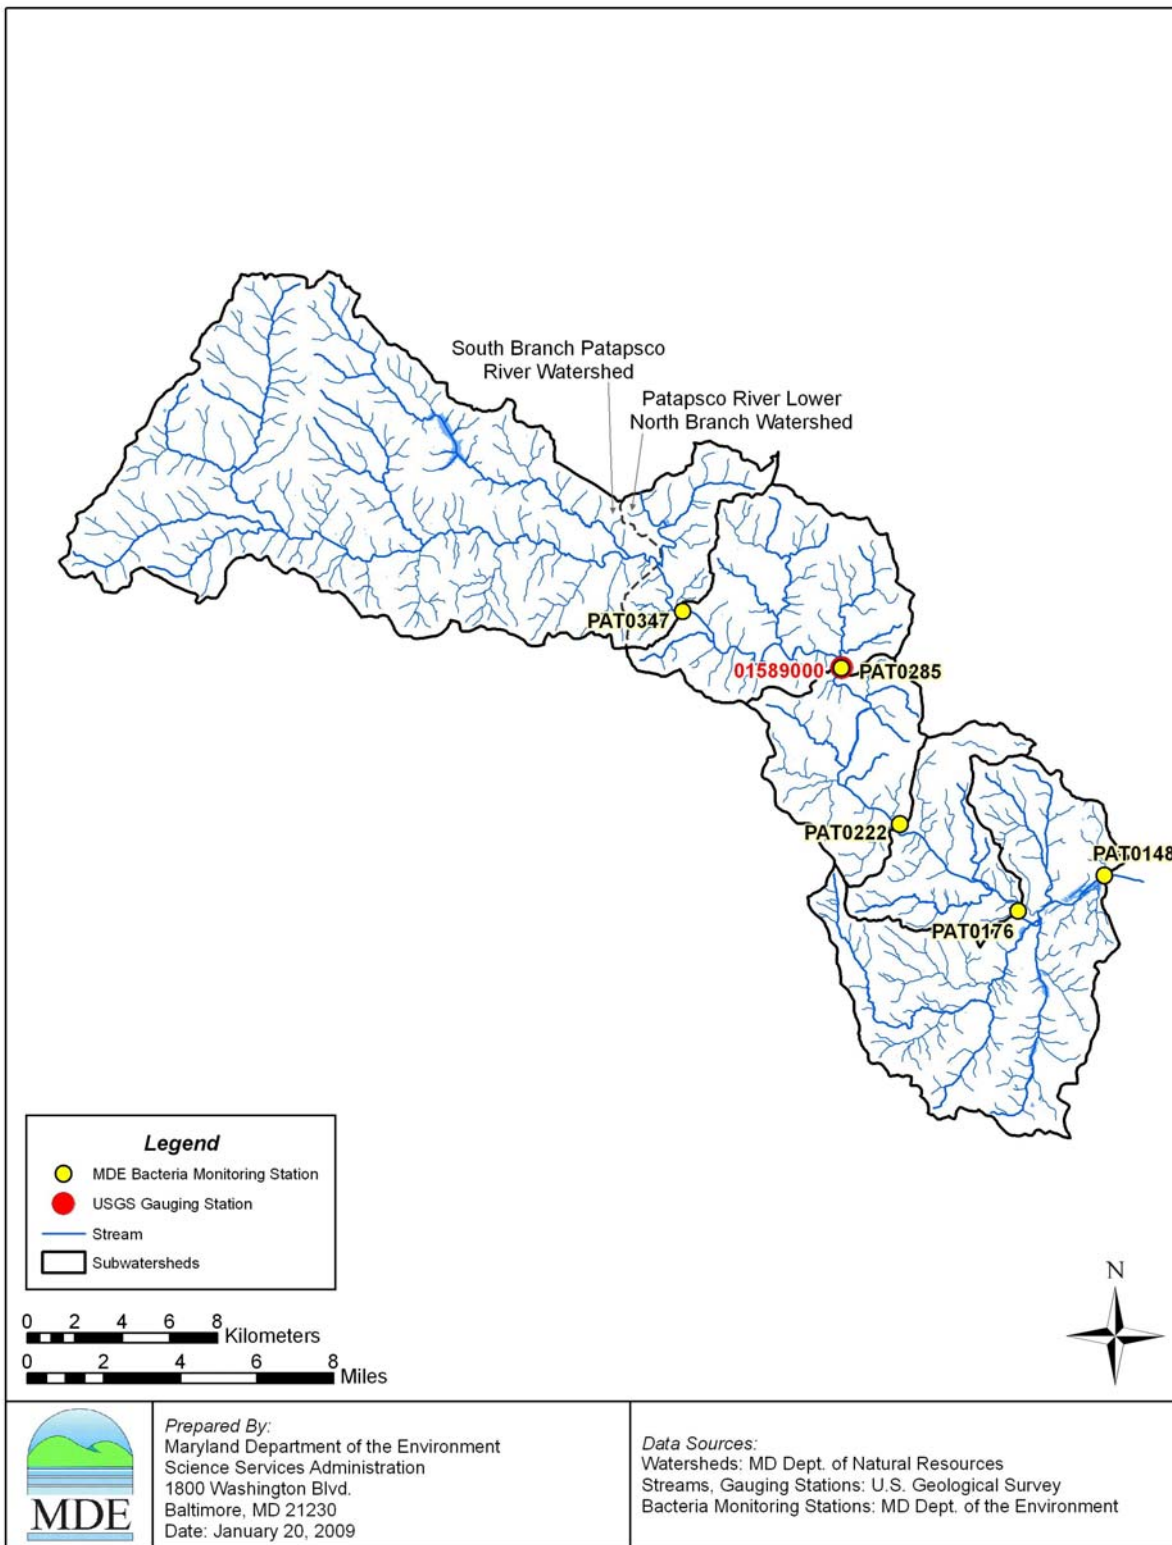 South Branch Patapsco
River Watershed
Patapsco River Lower
North Branch Watershed
PAT0347
01589000
PAT0285
PAT0222
PAT0148
PAT0176
Legend
MDE Bacteria Monitoring Station
USGS Gauging Station
Stream
Subwatersheds
N
0 2 4 6 8
Kilometers
0 2 4 6 8
Miles
MDE
Prepared By:
Maryland Department of the Environment
Science Services Administration
1800 Washington Blvd.
Baltimore, MD 21230
Date: January 20, 2009
Data Sources:
Watersheds: MD Dept. of Natural Resources
Streams, Gauging Stations: U.S. Geological Survey
Bacteria Monitoring Stations: MD Dept. of the Environment